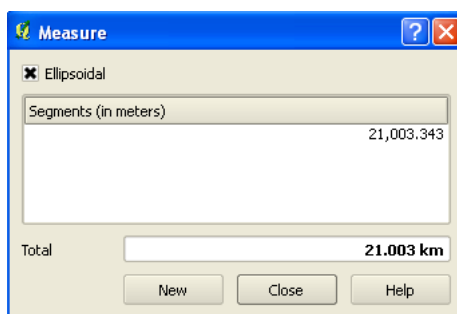 Measure
Ellipsoidal
Segments (in meters)
21,003.343
Total 21.003 km
New Close Help